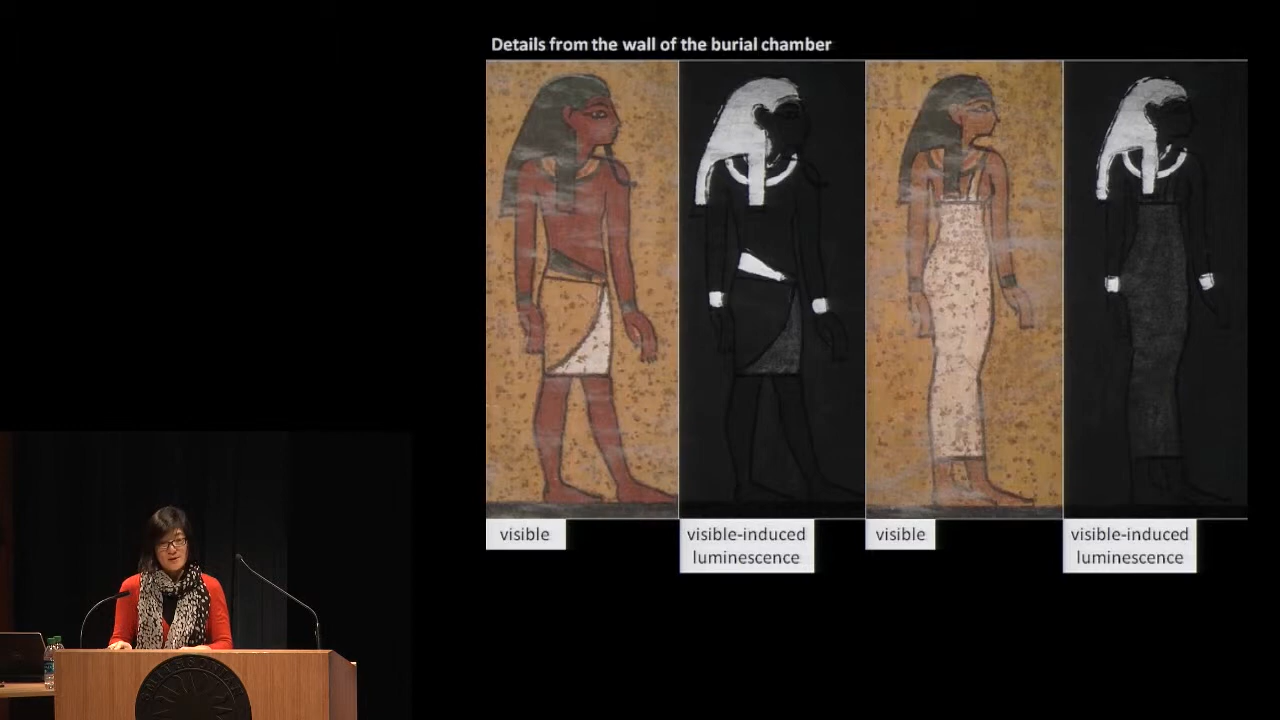 Details from the wall of the burial chamber
visible
visible-induced
luminescence
visible
visible-induced
luminescence